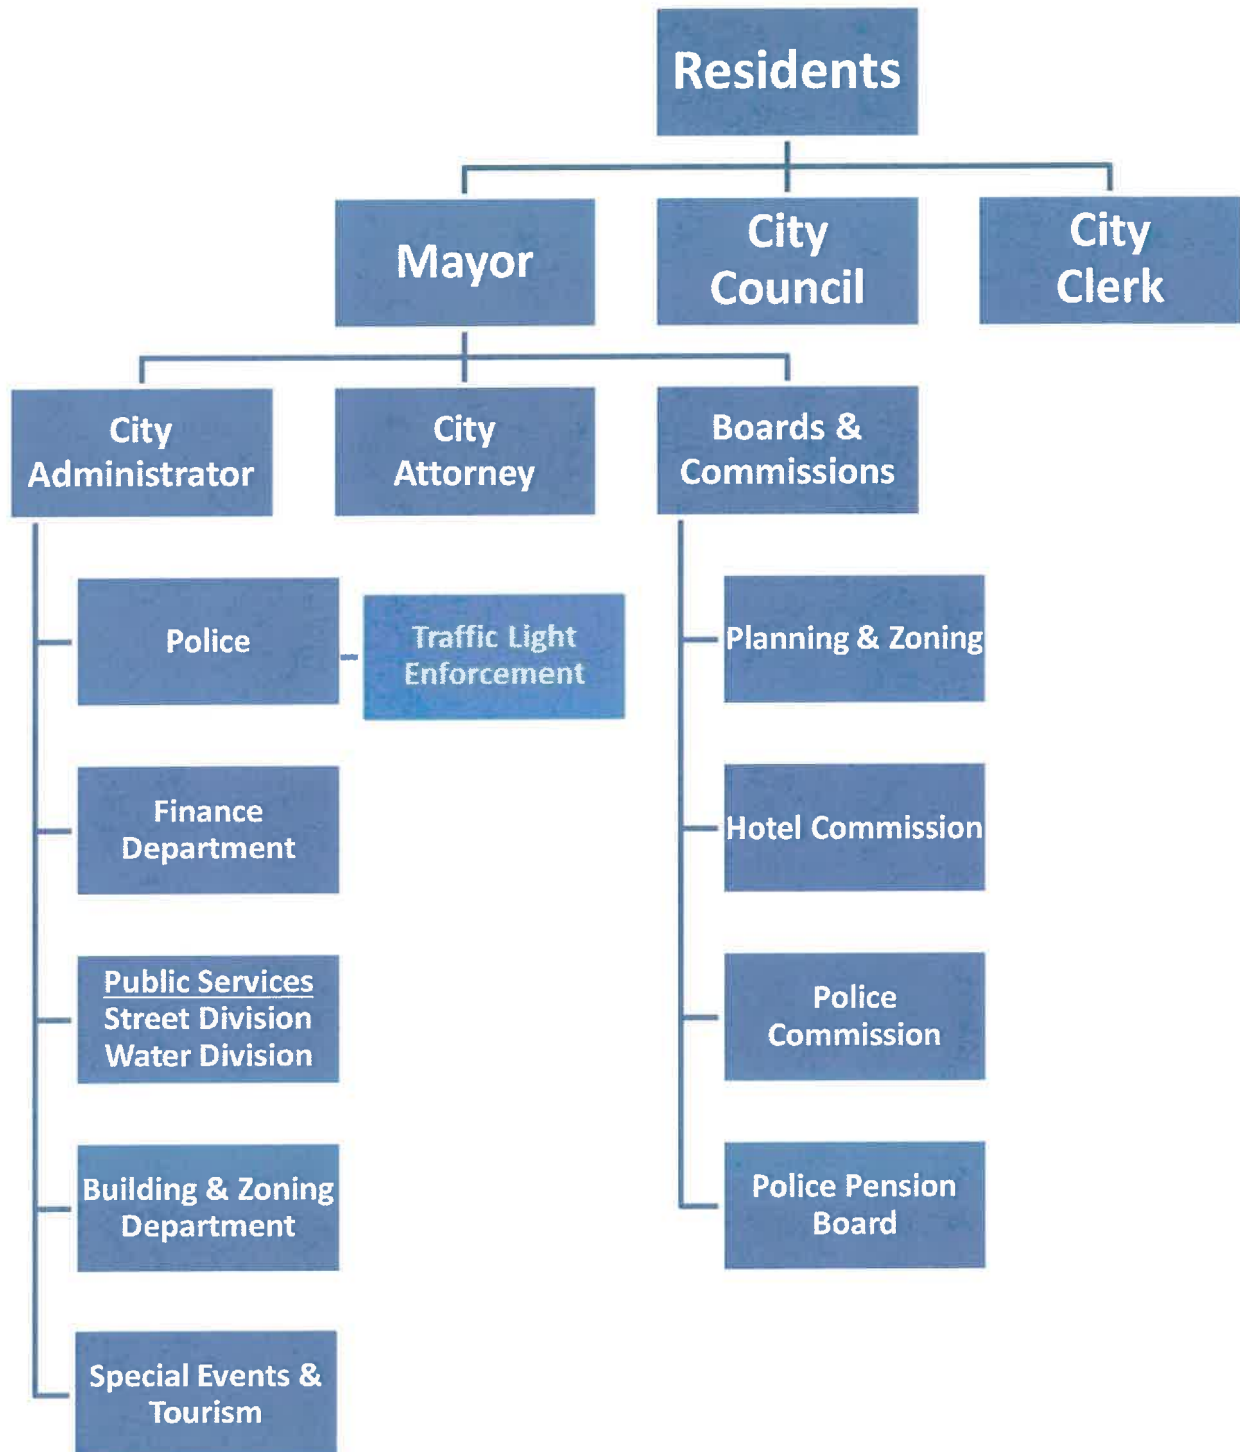 Residents
Mayor
City
Council
City
Clerk
City
Administrator
City
Attorney
Boards &
Commissions
Police
Traffic Light
Enforcement
Planning & Zoning
Finance
Department
Hotel Commission
Public Services
Street Division
Water Division
Police
Commission
Building & Zoning
Department
Police Pension
Board
Special Events &
Tourism